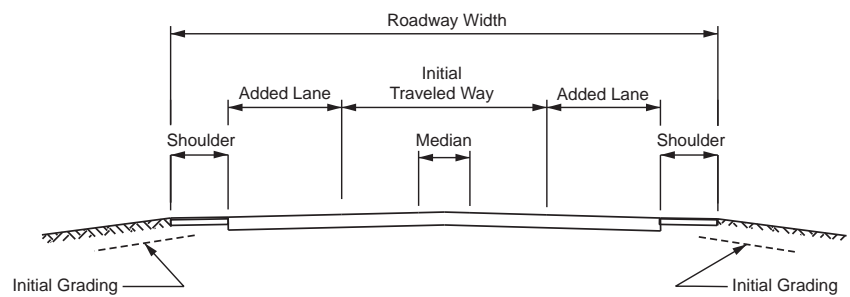 Roadway Width
Added Lane
Initial
Traveled Way
Added Lane
Shoulder
Median
Shoulder
Initial Grading
Initial Grading